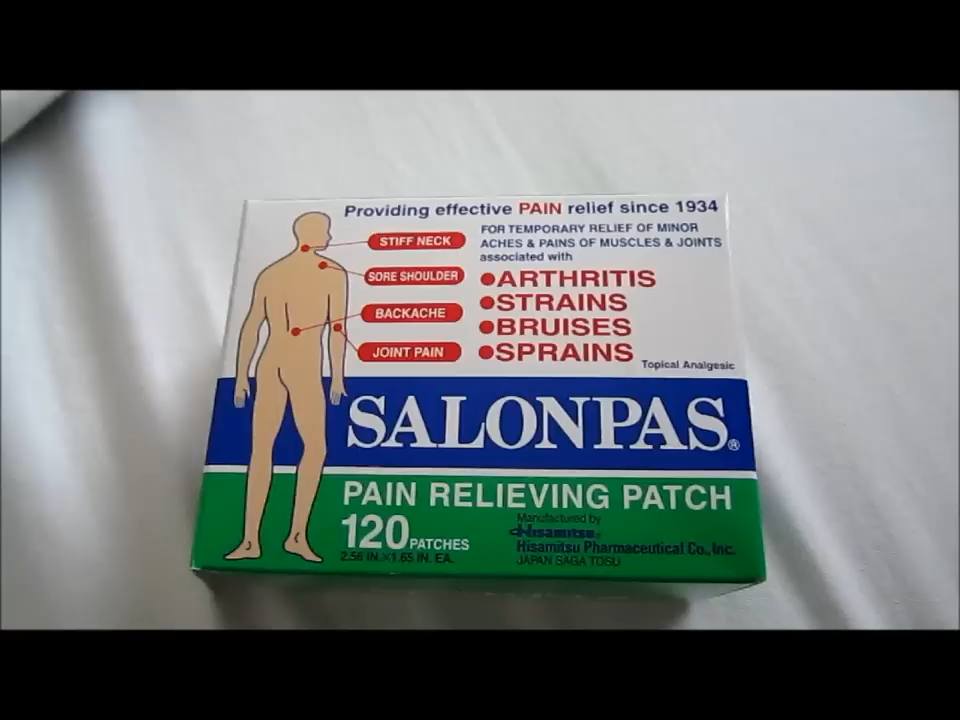 Providing effective PAIN relief since 1934
STIFF NECK
SORE SHOULDER
BACKACHE
JOINT PAIN
FOR TEMPORARY RELIEF OF MINOR
ACHES & PAINS OF MUSCLES & JOINTS
associated with
●ARTHRITIS
●STRAINS
●BRUISES
●SPRAINS
Topical Analgesic
SALONPAS®
PAIN RELIEVING PATCH
120 PATCHES
2.56 IN.×1.65 IN. EA.
Manufactured by
Hisamitsu®
Hisamitsu Pharmaceutical Co., Inc.
JAPAN SAGA TOSU